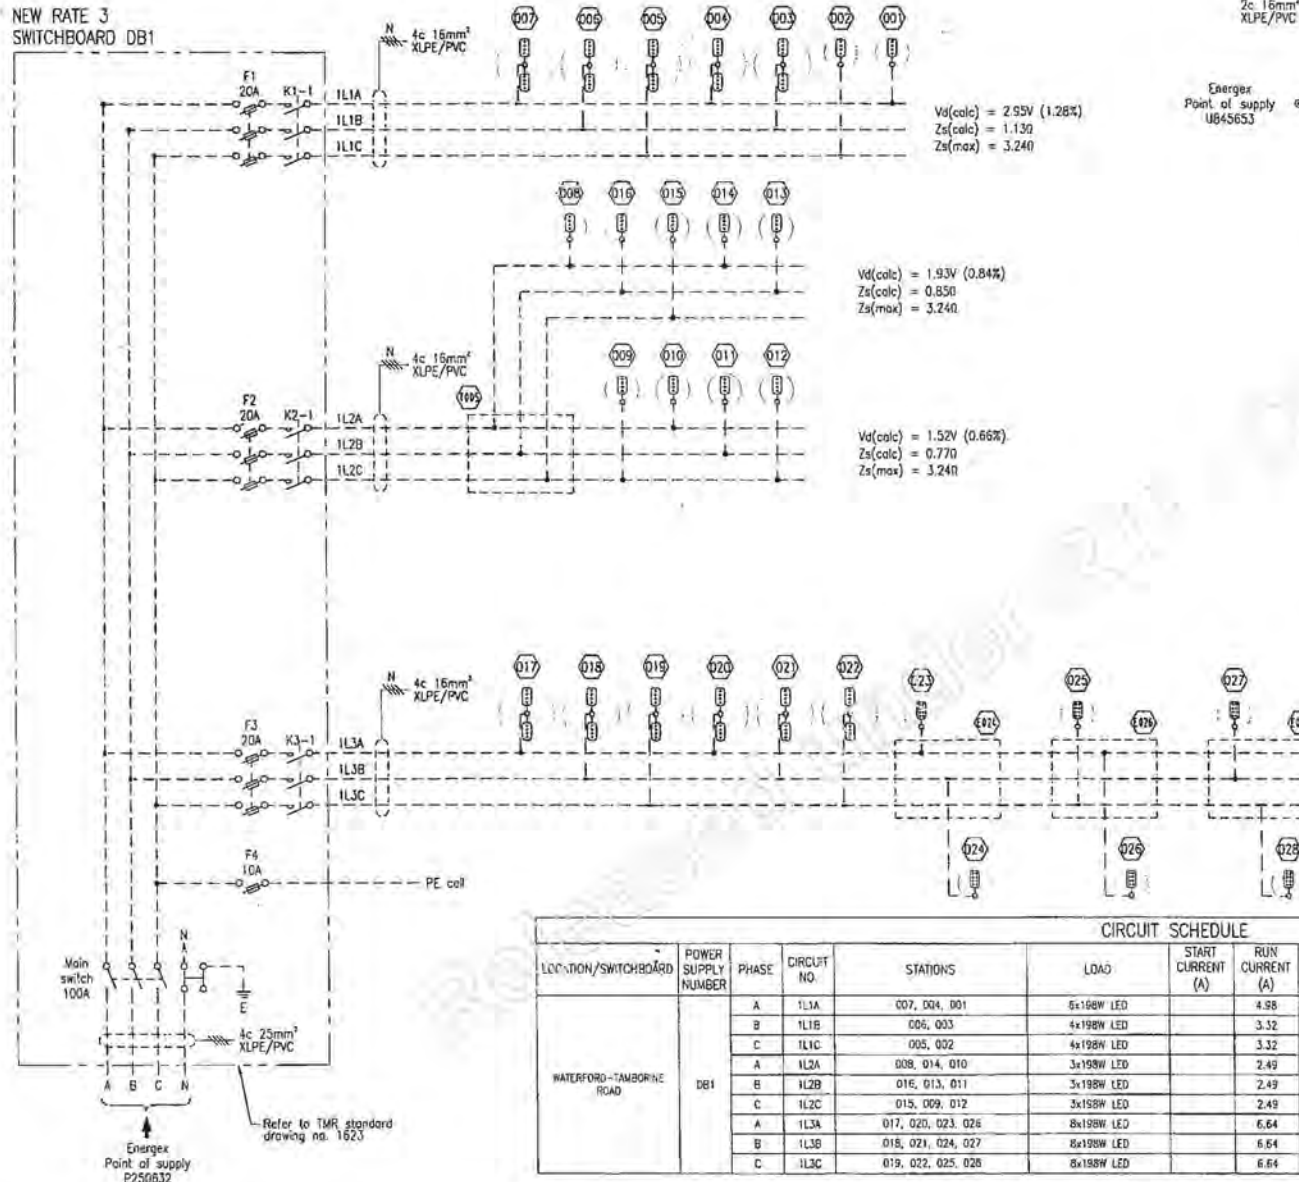 NEW RATE 3
SWITCHBOARD DB1
N
4c 16mm²
XLPE/PVC
007 006 005 004 003 002 001
2c 16mm²
XLPE/PVC
Energex
Point of supply
U845653
F1
20A K1-1
1L1A
1L1B
1L1C
Vd(calc) = 2.95V (1.28%)
Zs(calc) = 1.13Ω
Zs(max) = 3.24Ω
008 016 015 014 013
Vd(calc) = 1.93V (0.84%)
Zs(calc) = 0.85Ω
Zs(max) = 3.24Ω
N
4c 16mm²
XLPE/PVC
009 010 011 012
F2
20A K2-1
1L2A
1L2B
1L2C
Vd(calc) = 1.52V (0.66%)
Zs(calc) = 0.77Ω
Zs(max) = 3.24Ω
N
4c 16mm²
XLPE/PVC
017 018 019 020 021 022 023 025 027
E024 E026
F3
20A K3-1
1L3A
1L3B
1L3C
024 026 028
F4
10A
PE cell
Main
switch
100A
N
A
E
4c 25mm²
XLPE/PVC
A B C N
Refer to TMR standard
drawing no. 1623
Energex
Point of supply
P250832
CIRCUIT SCHEDULE
LOCATION/SWITCHBOARD POWER SUPPLY NUMBER PHASE CIRCUIT NO. STATIONS LOAD START CURRENT (A) RUN CURRENT (A)
WATERFORD-TAMBORINE ROAD DB1
A 1L1A 007, 004, 001 6x198W LED 4.98
B 1L1B 006, 003 4x198W LED 3.32
C 1L1C 005, 002 4x198W LED 3.32
A 1L2A 008, 014, 010 3x198W LED 2.49
B 1L2B 016, 013, 011 3x198W LED 2.49
C 1L2C 015, 009, 012 3x198W LED 2.49
A 1L3A 017, 020, 023, 026 8x198W LED 6.64
B 1L3B 018, 021, 024, 027 8x198W LED 6.64
C 1L3C 019, 022, 025, 028 8x198W LED 6.64